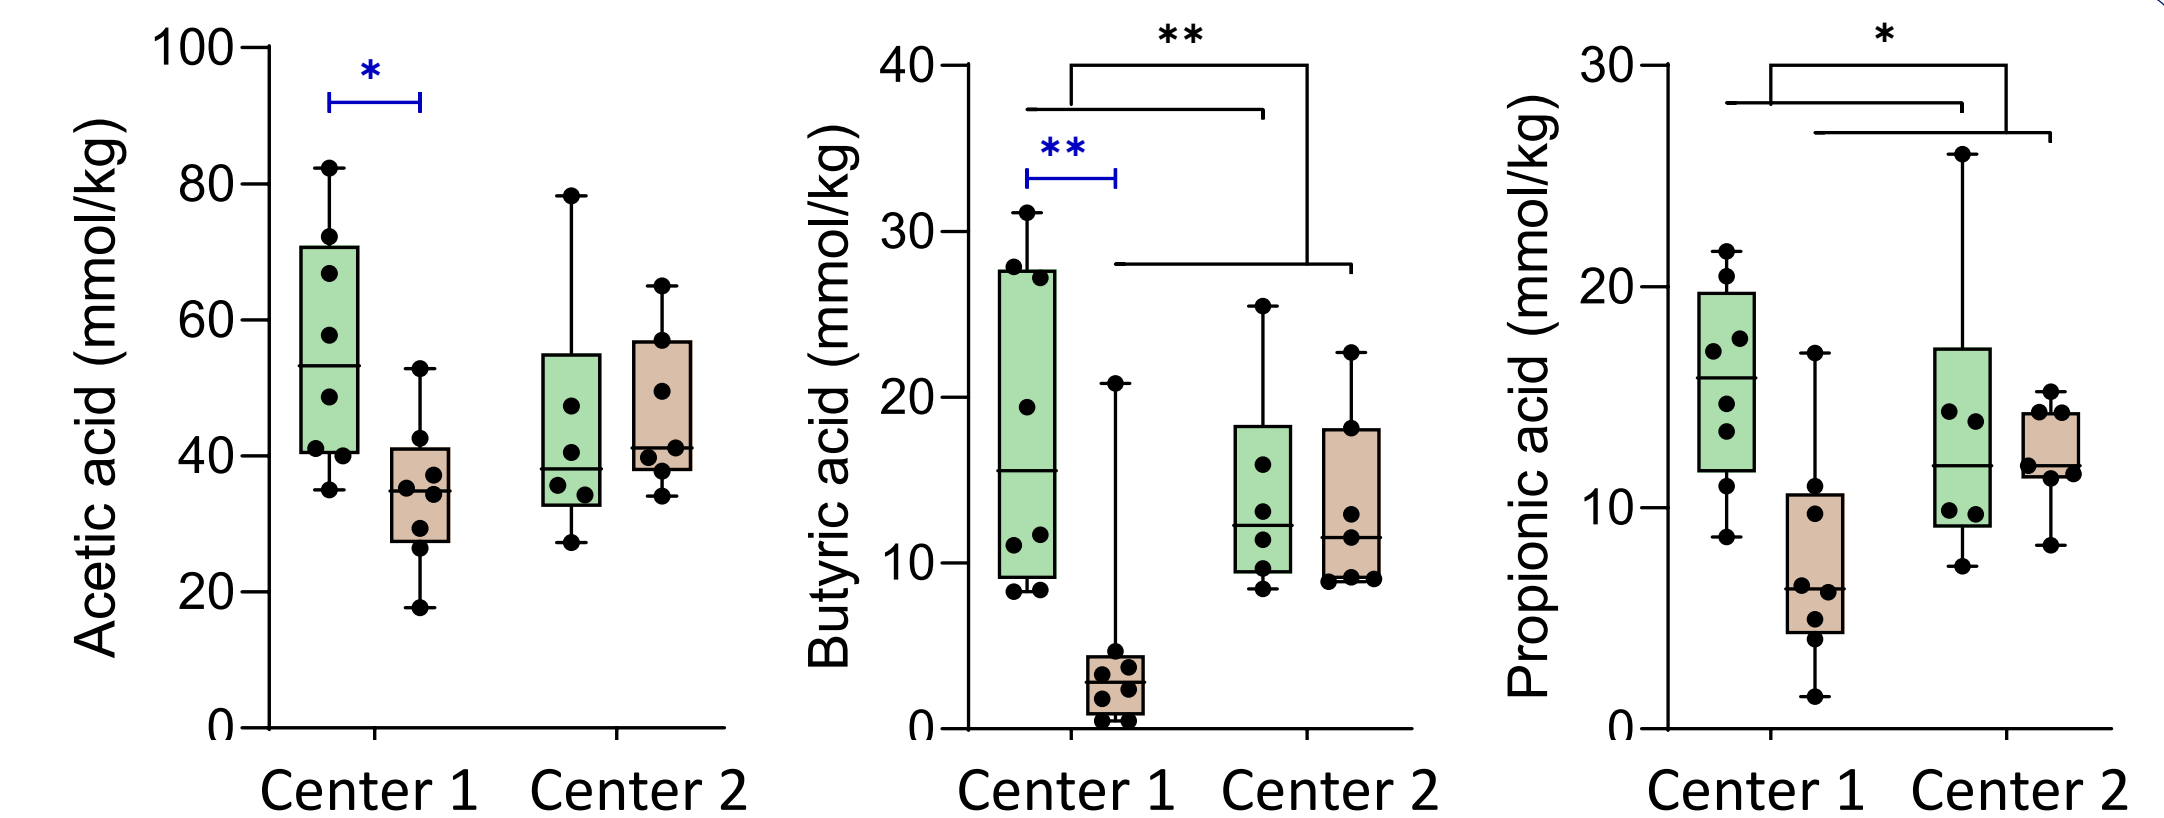 Acetic acid (mmol/kg)
100
80
60
40
20
0
*
Center 1
Center 2
Butyric acid (mmol/kg)
40
30
20
10
0
**
**
Center 1
Center 2
Propionic acid (mmol/kg)
30
20
10
0
*
Center 1
Center 2